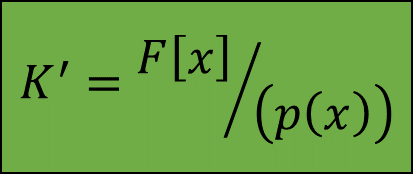 K′ = F[x]/(p(x))